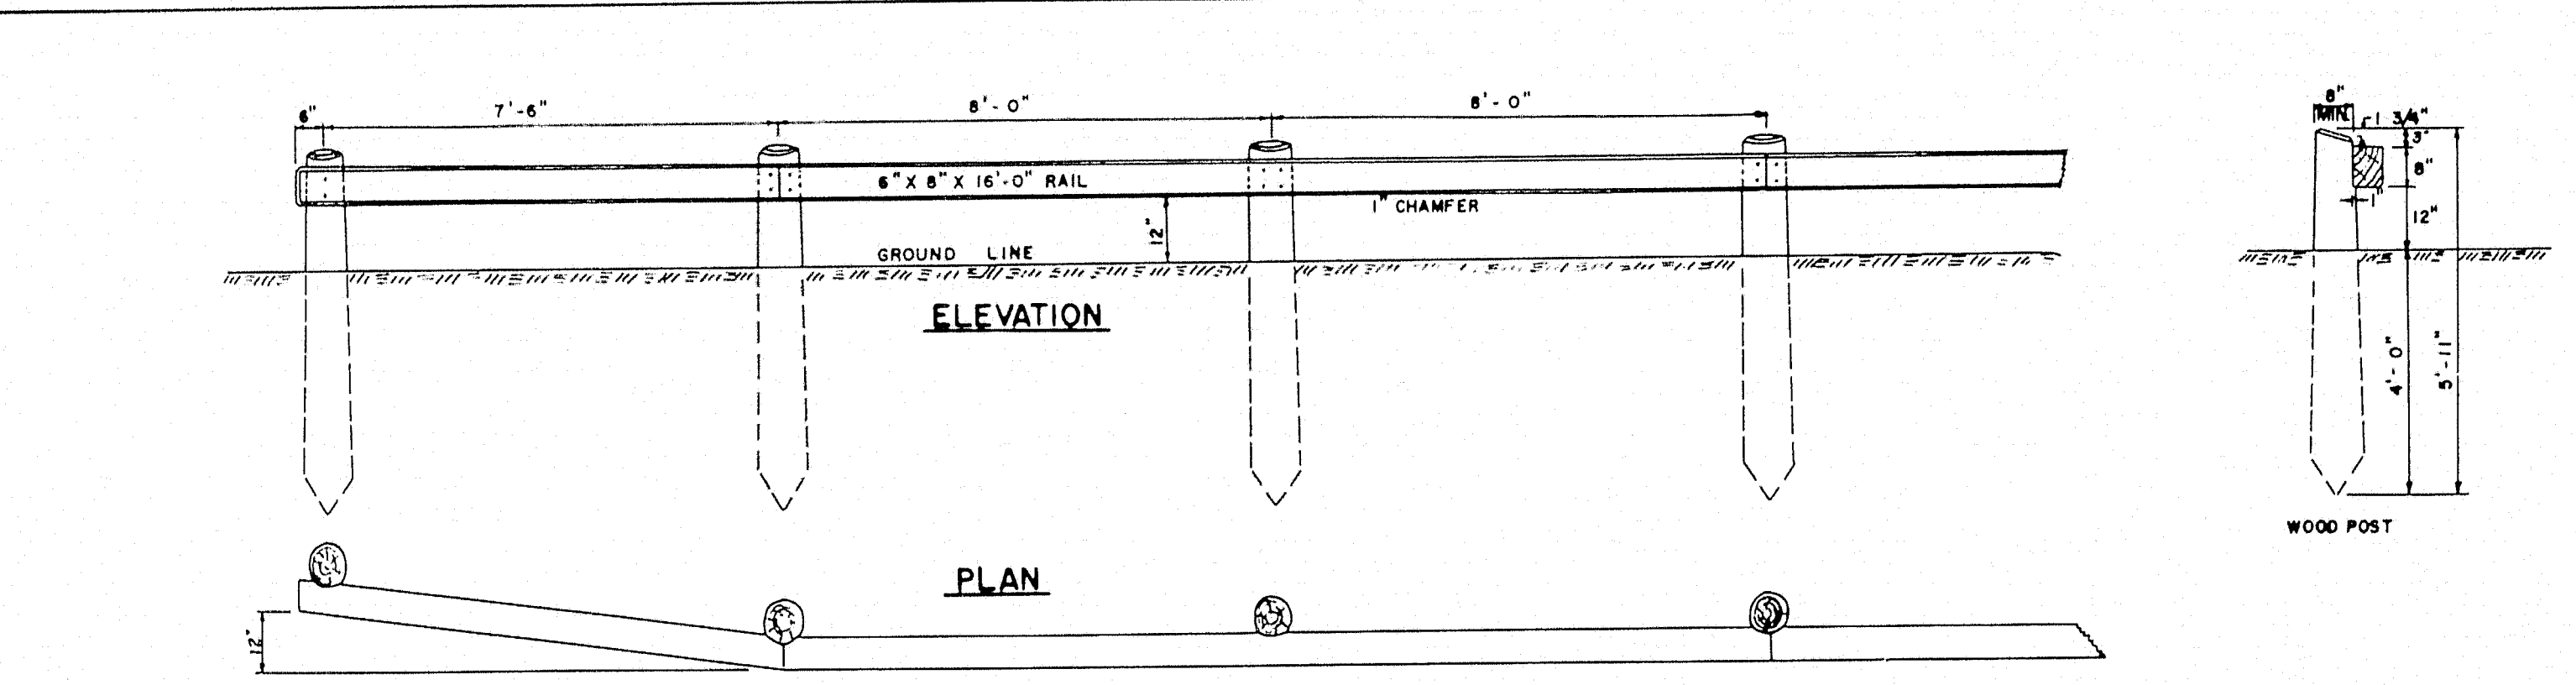 6" 7'-6" 8'-0" 8'-0"
6" X 8" X 16'-0" RAIL
1" CHAMFER
12"
GROUND LINE
ELEVATION
PLAN
12"
8"
MIN.
1 3/4"
3"
8"
1"
12"
4'-0"
5'-11"
WOOD POST